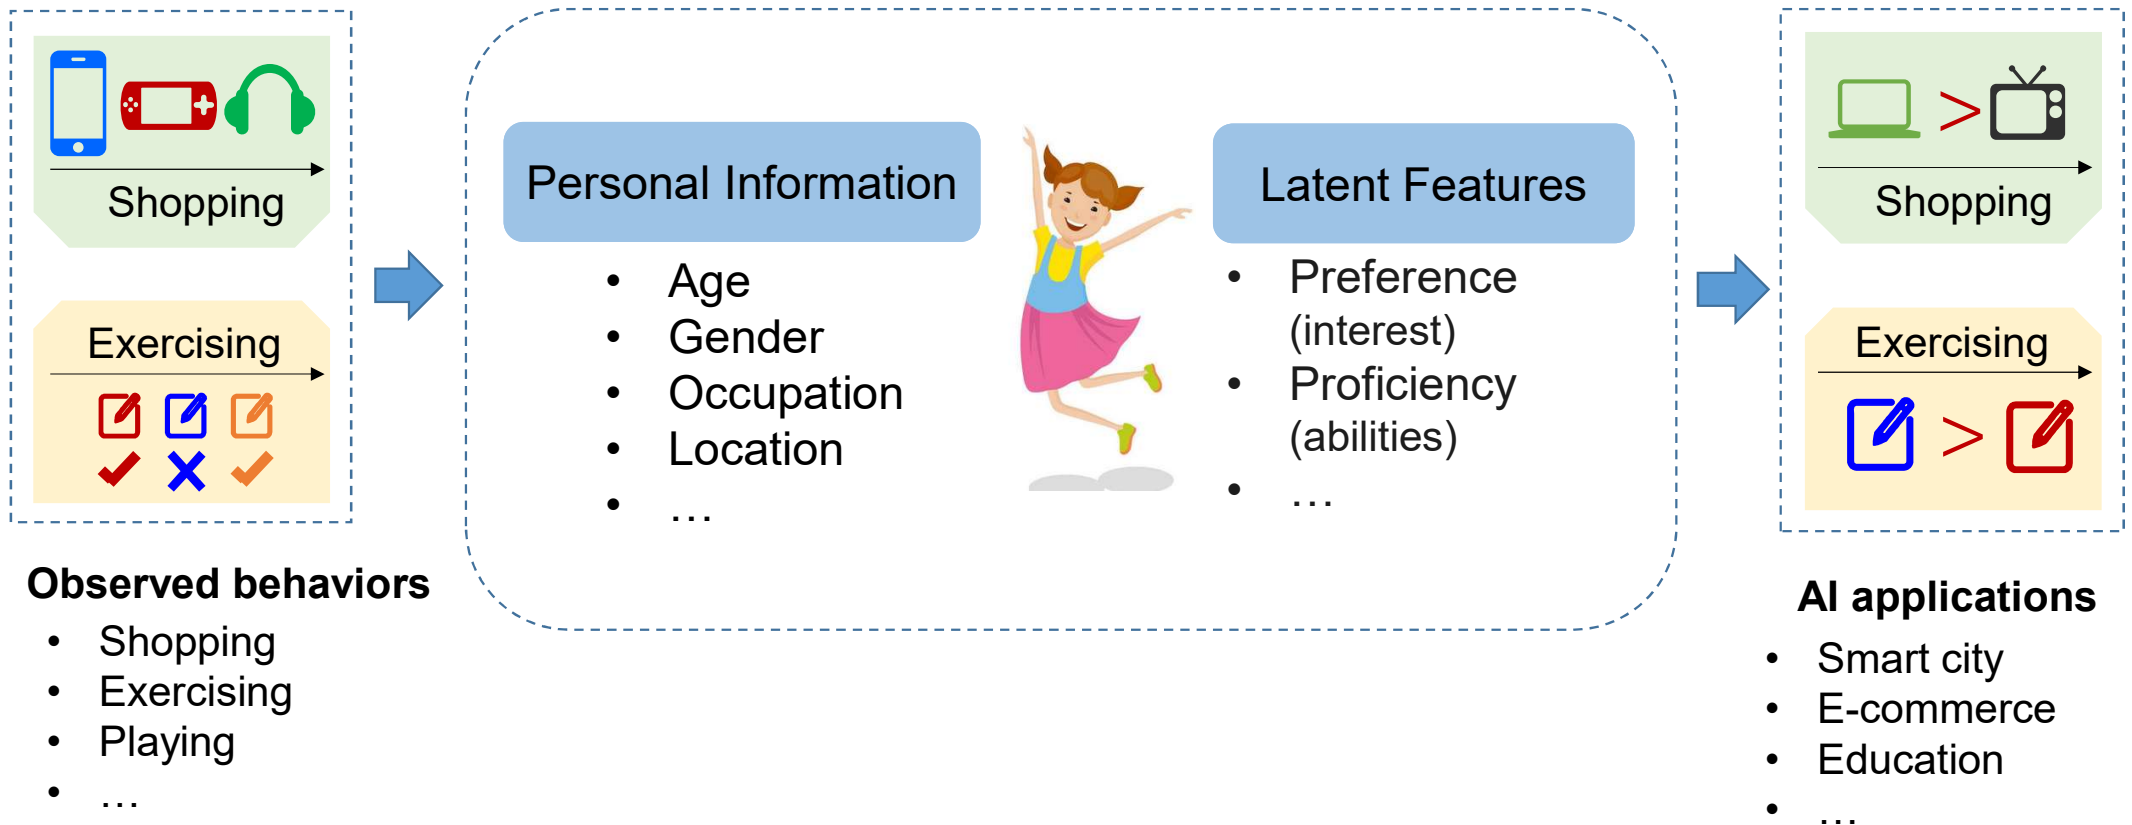 Shopping
Exercising
Observed behaviors
• Shopping
• Exercising
• Playing
• …
Personal Information
• Age
• Gender
• Occupation
• Location
• …
Latent Features
• Preference
(interest)
• Proficiency
(abilities)
• …
>
Shopping
Exercising
>
AI applications
• Smart city
• E-commerce
• Education
• …